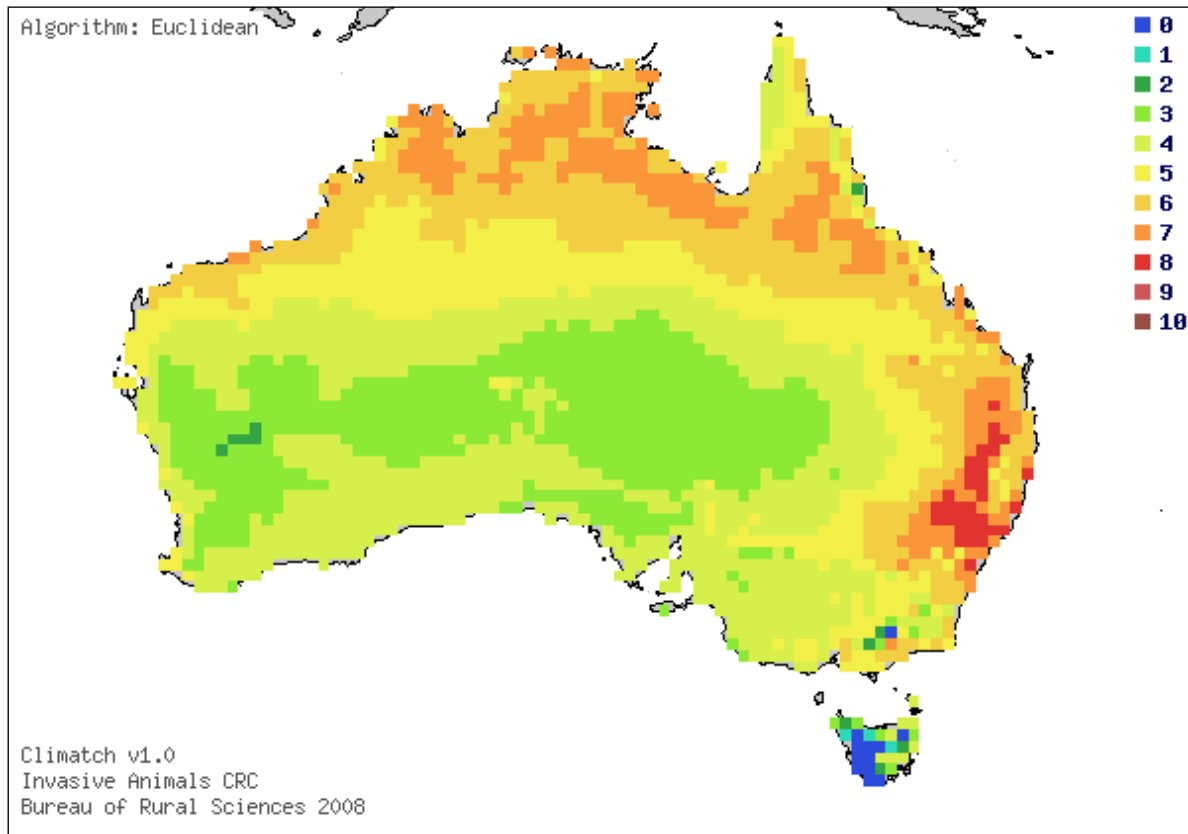 Algorithm: Euclidean
0
1
2
3
4
5
6
7
8
9
10
Climatch v1.0
Invasive Animals CRC
Bureau of Rural Sciences 2008